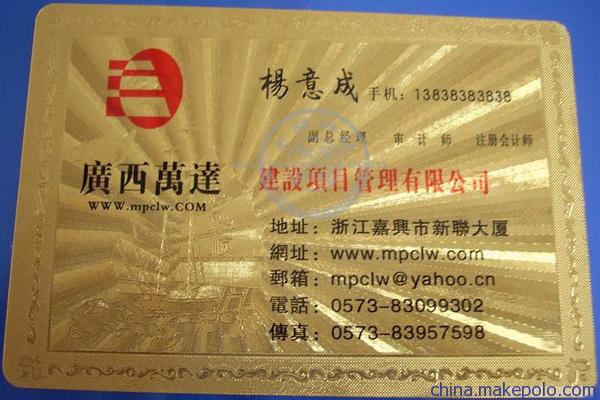 楊意成 手机：13838383838
副总经理 审计师 注册会计师
廣西萬達 建設項目管理有限公司
WWW.mpclw.COM
地址：浙江嘉興市新聯大厦
網址：www.mpclw.com
郵箱：mpclw@yahoo.cn
電話：0573-83099302
傳真：0573-83957598
china.makepolo.com